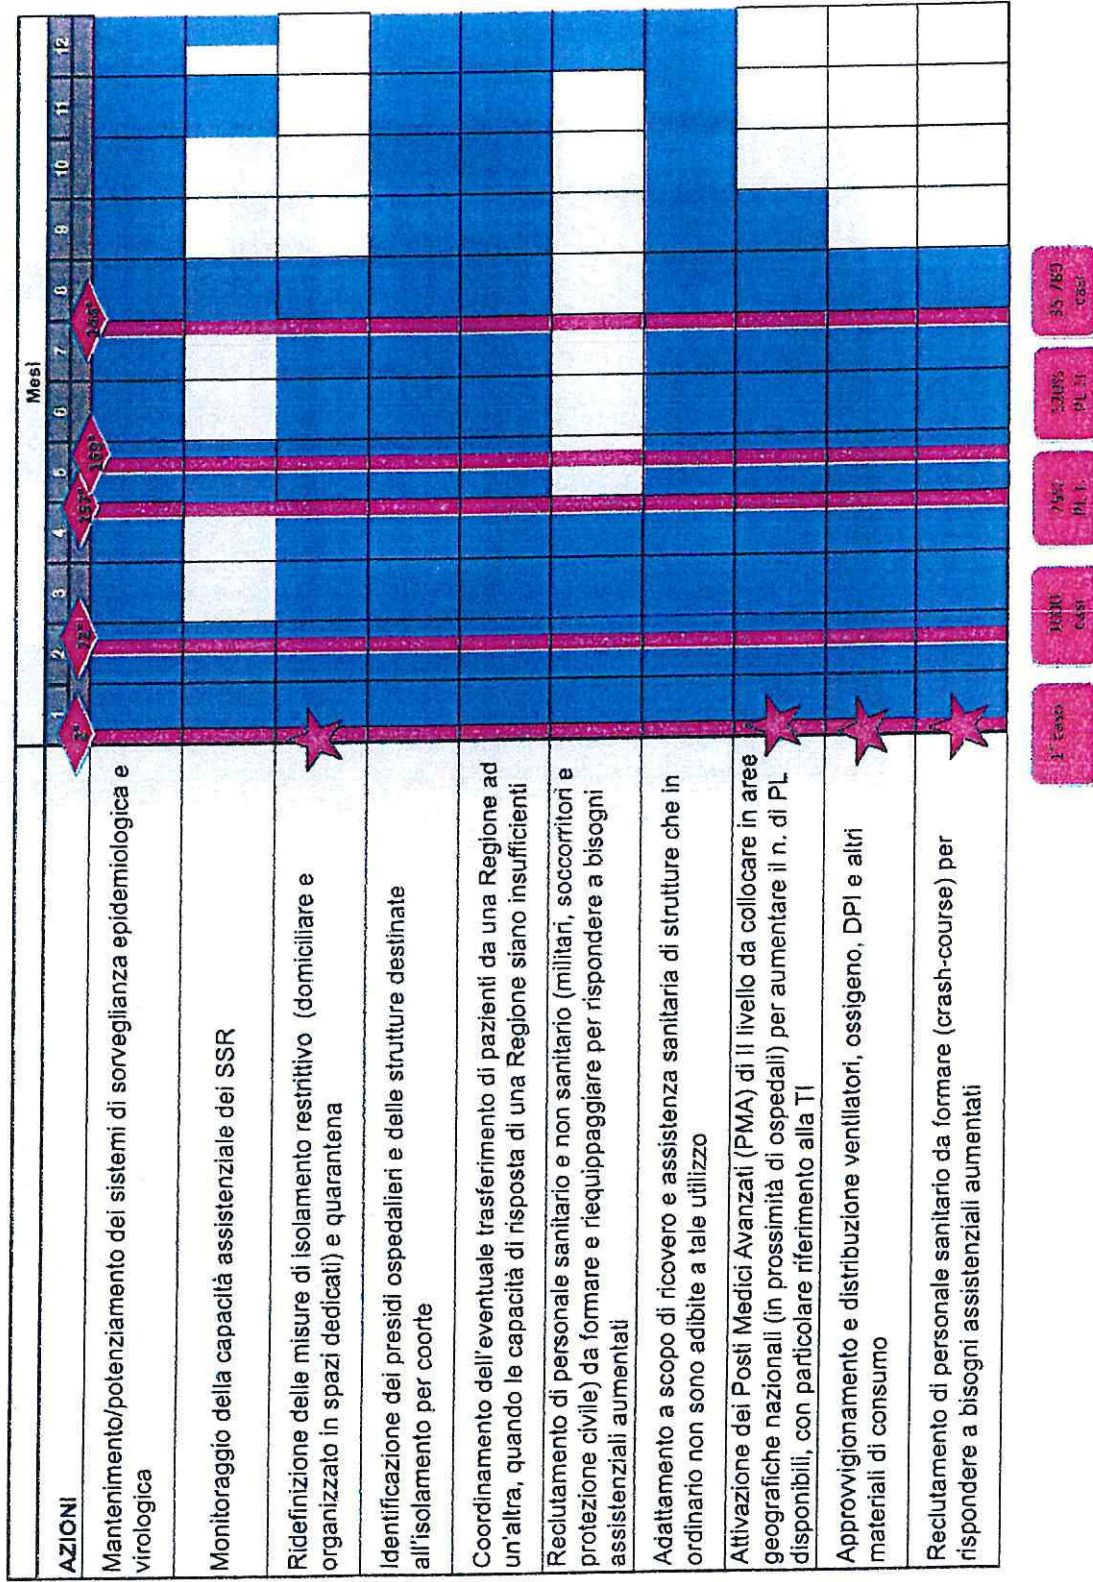 Mesi
AZIONI
1 2 3 4 5 6 7 8 9 10 11 12
2°
Mantenimento/potenziamento dei sistemi di sorveglianza epidemiologica e
virologica
Monitoraggio della capacità assistenziale dei SSR
Ridefinizione delle misure di isolamento restrittivo (domiciliare e
organizzato in spazi dedicati) e quarantena
Identificazione dei presidi ospedalieri e delle strutture destinate
all'isolamento per coorte
Coordinamento dell'eventuale trasferimento di pazienti da una Regione ad
un'altra, quando le capacità di risposta di una Regione siano insufficienti
Reclutamento di personale sanitario e non sanitario (militari, soccorritori e
protezione civile) da formare e riequippaggiare per rispondere a bisogni
assistenziali aumentati
Adattamento a scopo di ricovero e assistenza sanitaria di strutture che in
ordinario non sono adibite a tale utilizzo
Attivazione dei Posti Medici Avanzati (PMA) di II livello da collocare in aree
geografiche nazionali (in prossimità di ospedali) per aumentare il n. di PL
disponibili, con particolare riferimento alla TI
Approvvigionamento e distribuzione ventilatori, ossigeno, DPI e altri
materiali di consumo
Reclutamento di personale sanitario da formare (crash-course) per
rispondere a bisogni assistenziali aumentati
1° caso
1000
casi
120%
casi